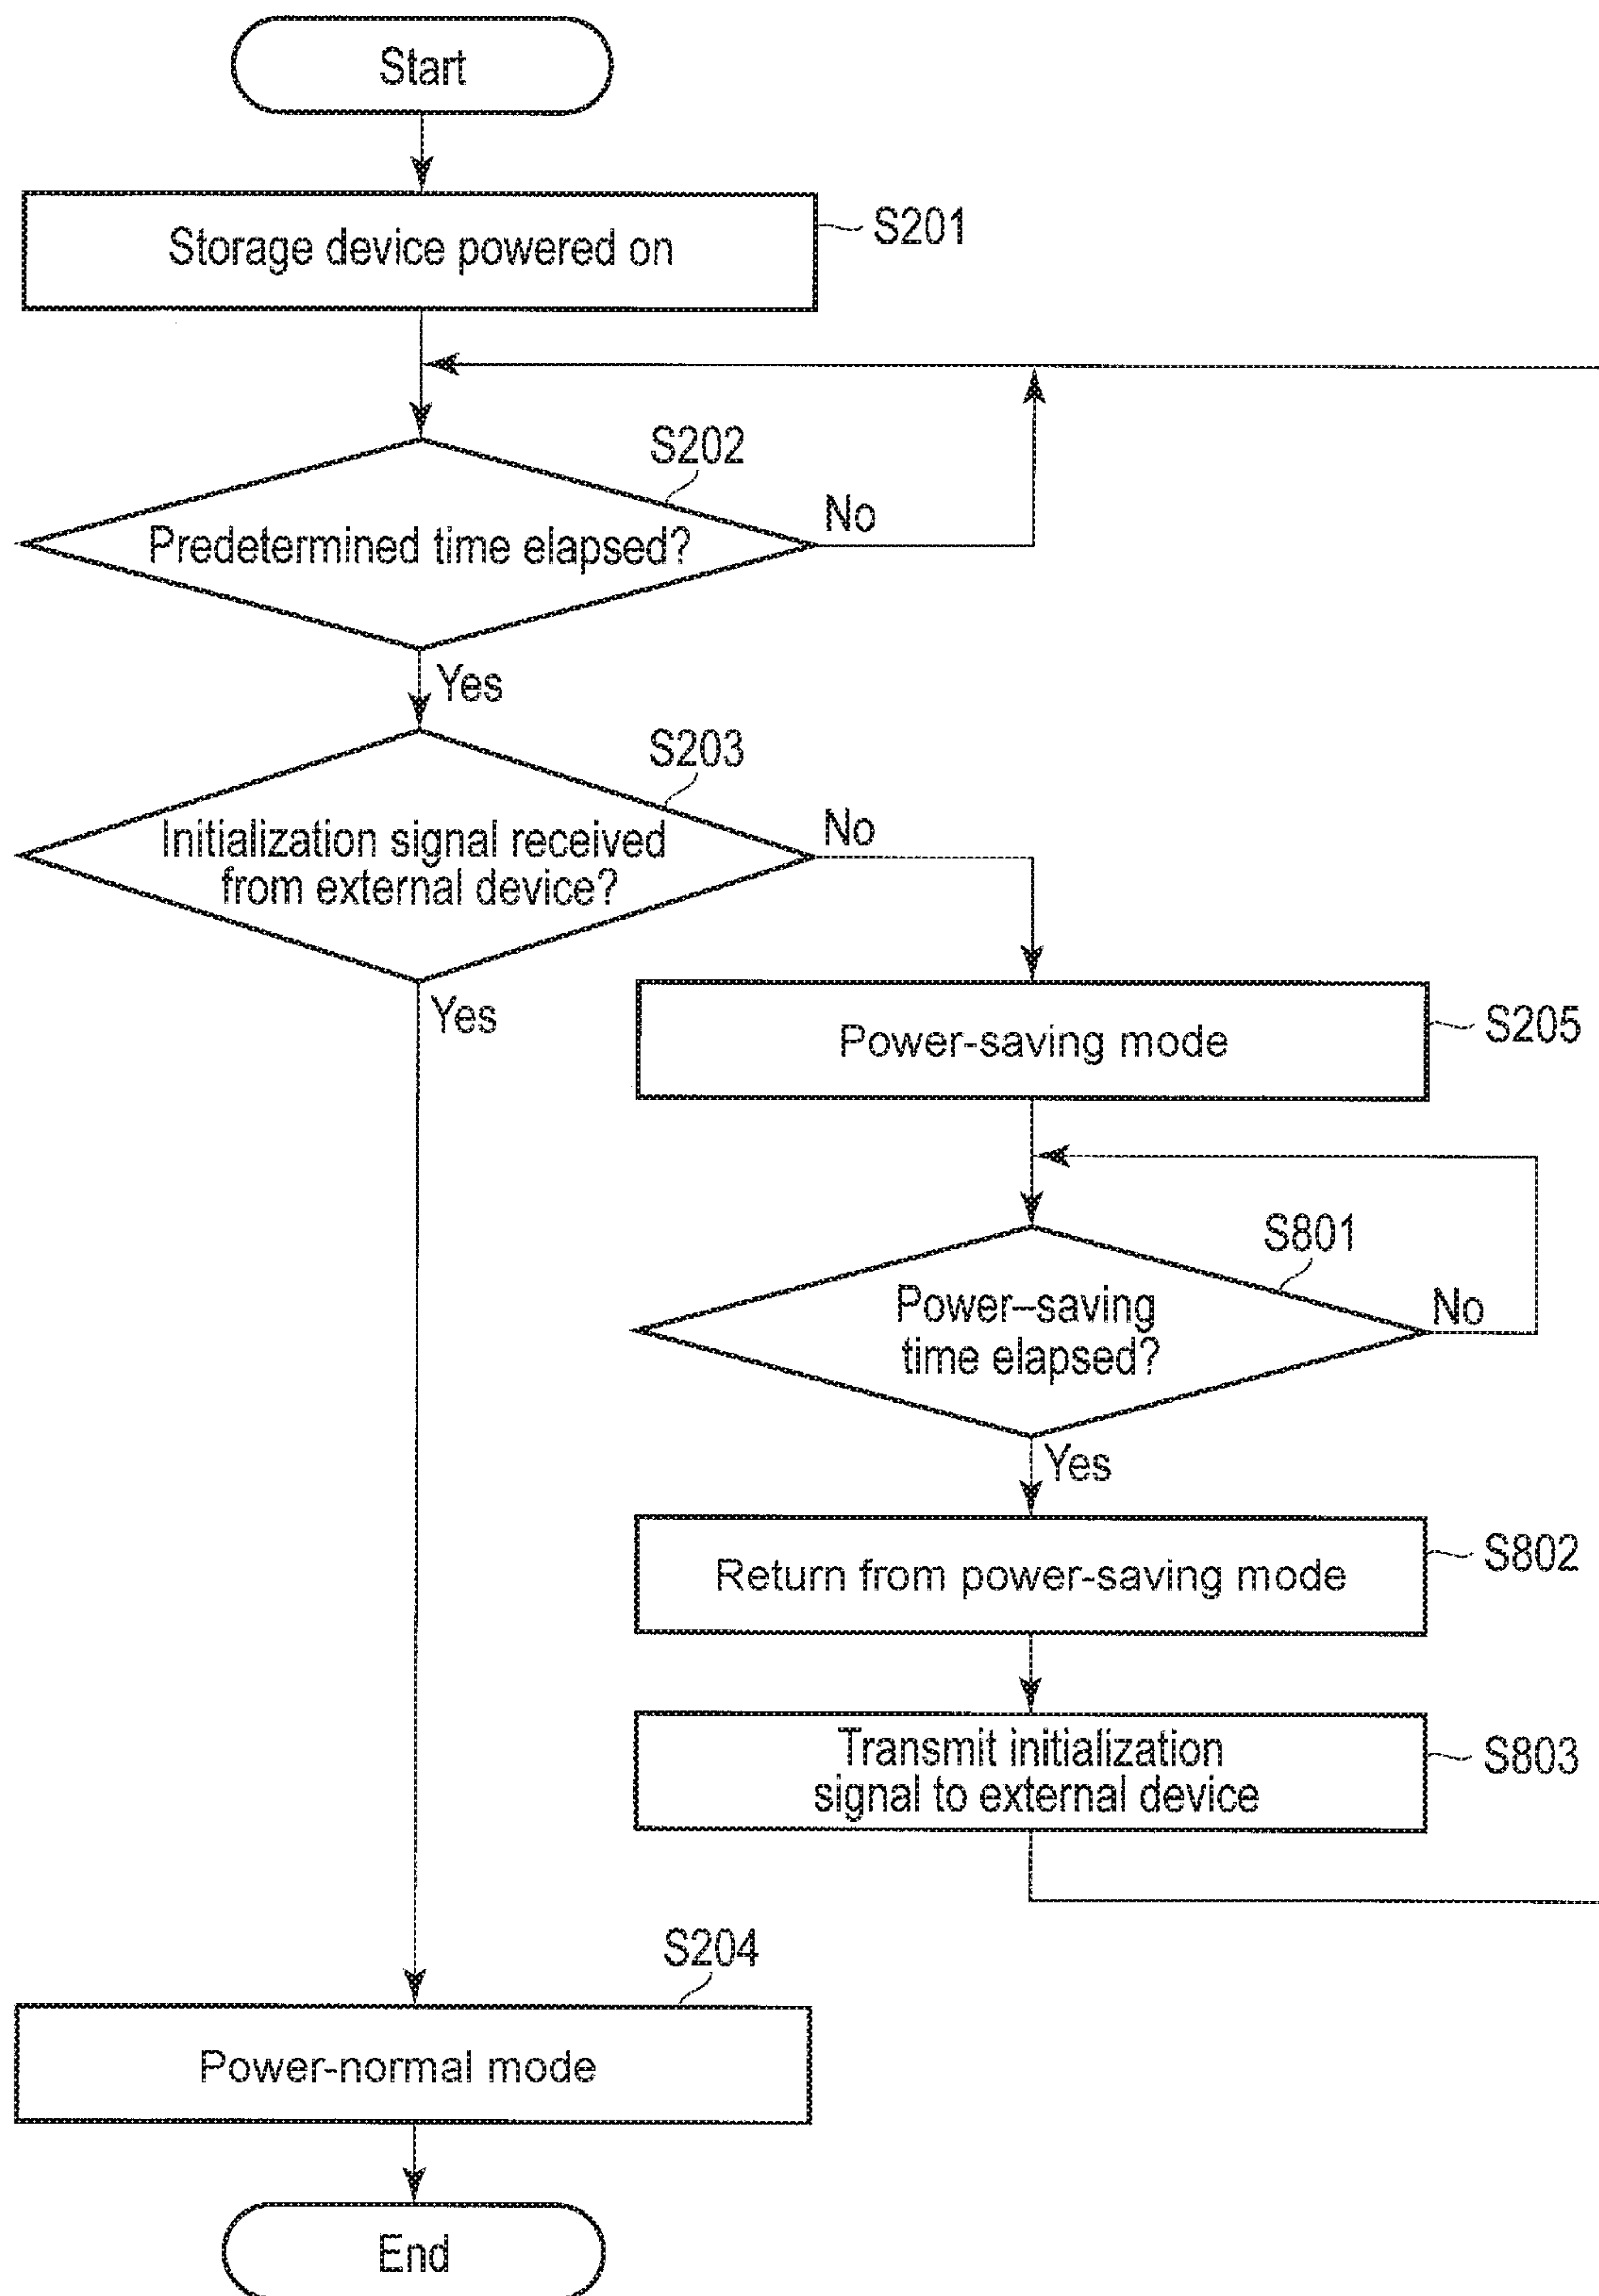 Start
Storage device powered on
S201
S202
Predetermined time elapsed?
No
Yes
S203
Initialization signal received
from external device?
No
Yes
Power-saving mode
S205
S801
Power–saving
time elapsed?
No
Yes
Return from power-saving mode
S802
Transmit initialization
signal to external device
S803
S204
Power-normal mode
End